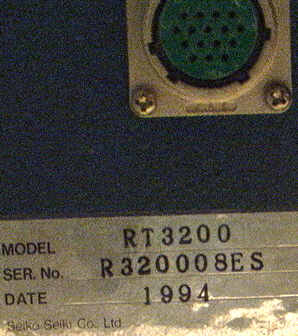 MODEL RT3200
SER. No. R320008ES
DATE 1994
Seiko Seiki Co., Ltd